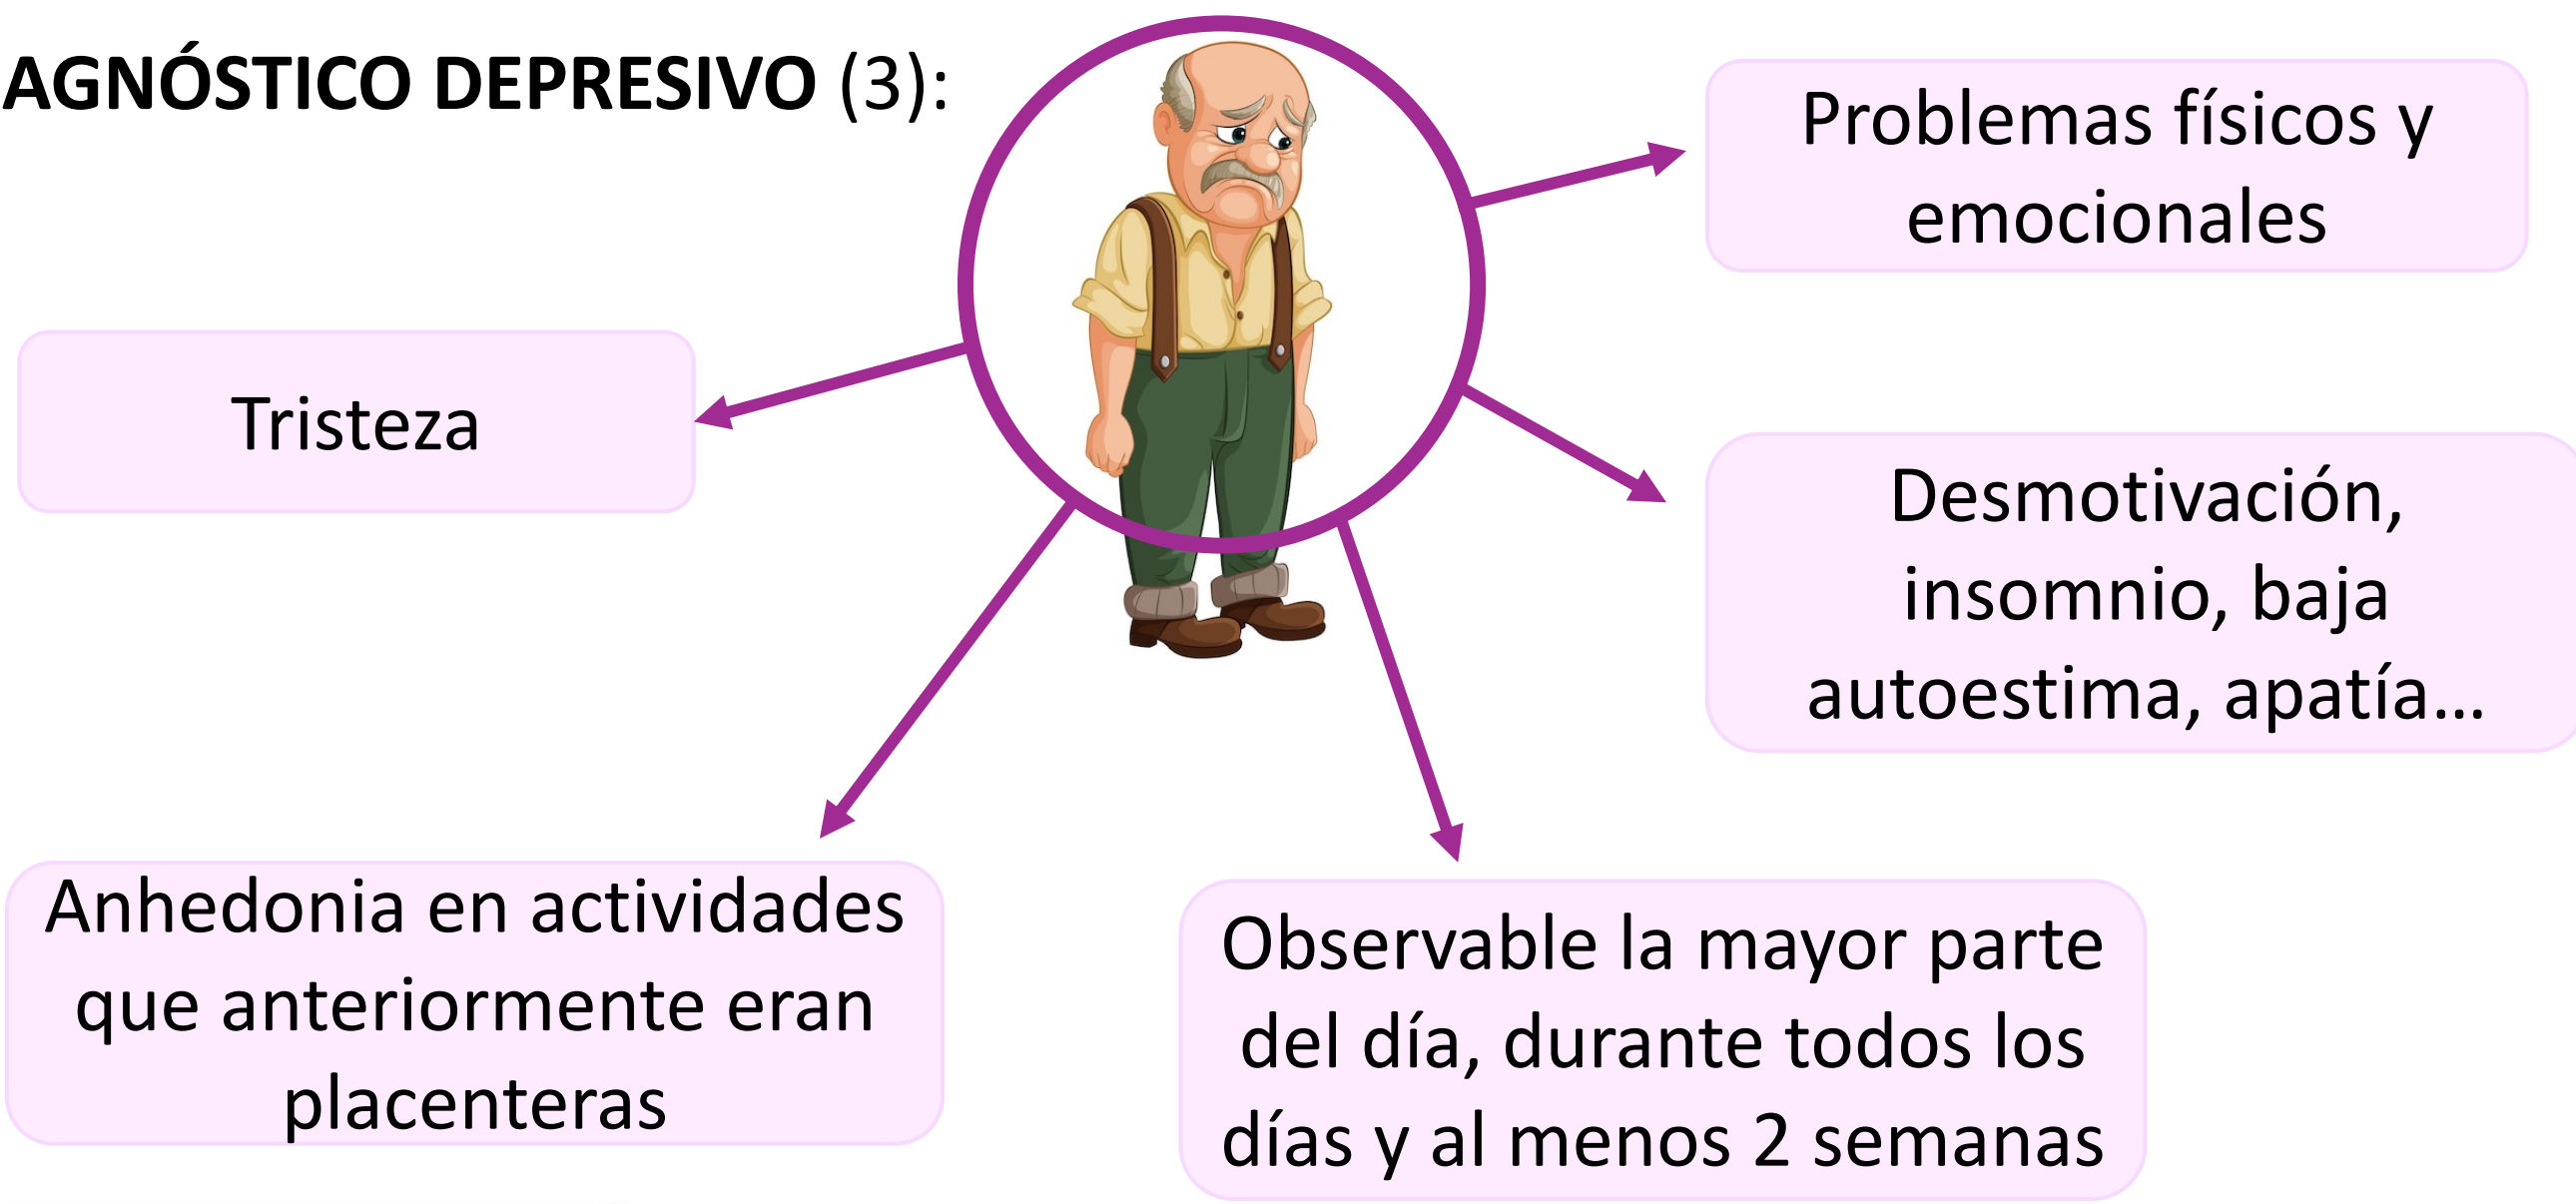 AGNÓSTICO DEPRESIVO (3):
Problemas físicos y
emocionales
Tristeza
Desmotivación,
insomnio, baja
autoestima, apatía...
Anhedonia en actividades
que anteriormente eran
placenteras
Observable la mayor parte
del día, durante todos los
días y al menos 2 semanas